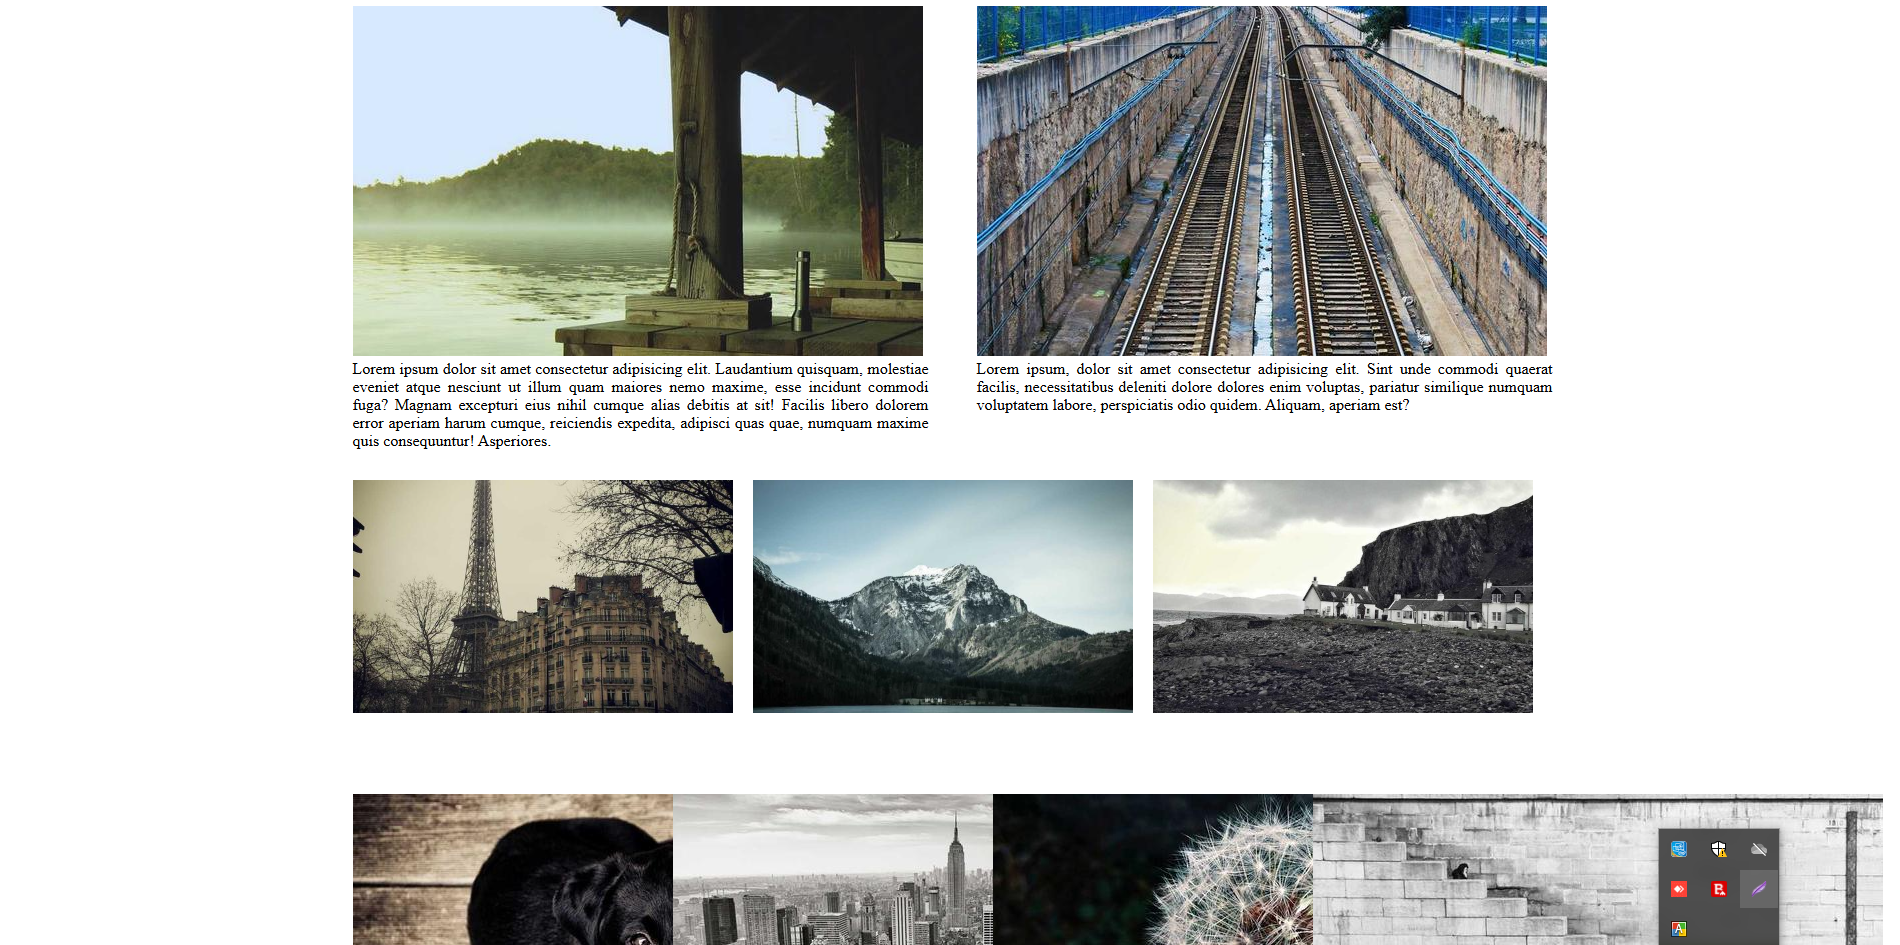 Lorem ipsum dolor sit amet consectetur adipisicing elit. Laudantium quisquam, molestiae
eveniet atque nesciunt ut illum quam maiores nemo maxime, esse incidunt commodi
fuga? Magnam excepturi eius nihil cumque alias debitis at sit! Facilis libero dolorem
error aperiam harum cumque, reiciendis expedita, adipisci quas quae, numquam maxime
quis consequuntur! Asperiores.
Lorem ipsum, dolor sit amet consectetur adipisicing elit. Sint unde commodi quaerat
facilis, necessitatibus deleniti dolore dolores enim voluptas, pariatur similique numquam
voluptatem labore, perspiciatis odio quidem. Aliquam, aperiam est?